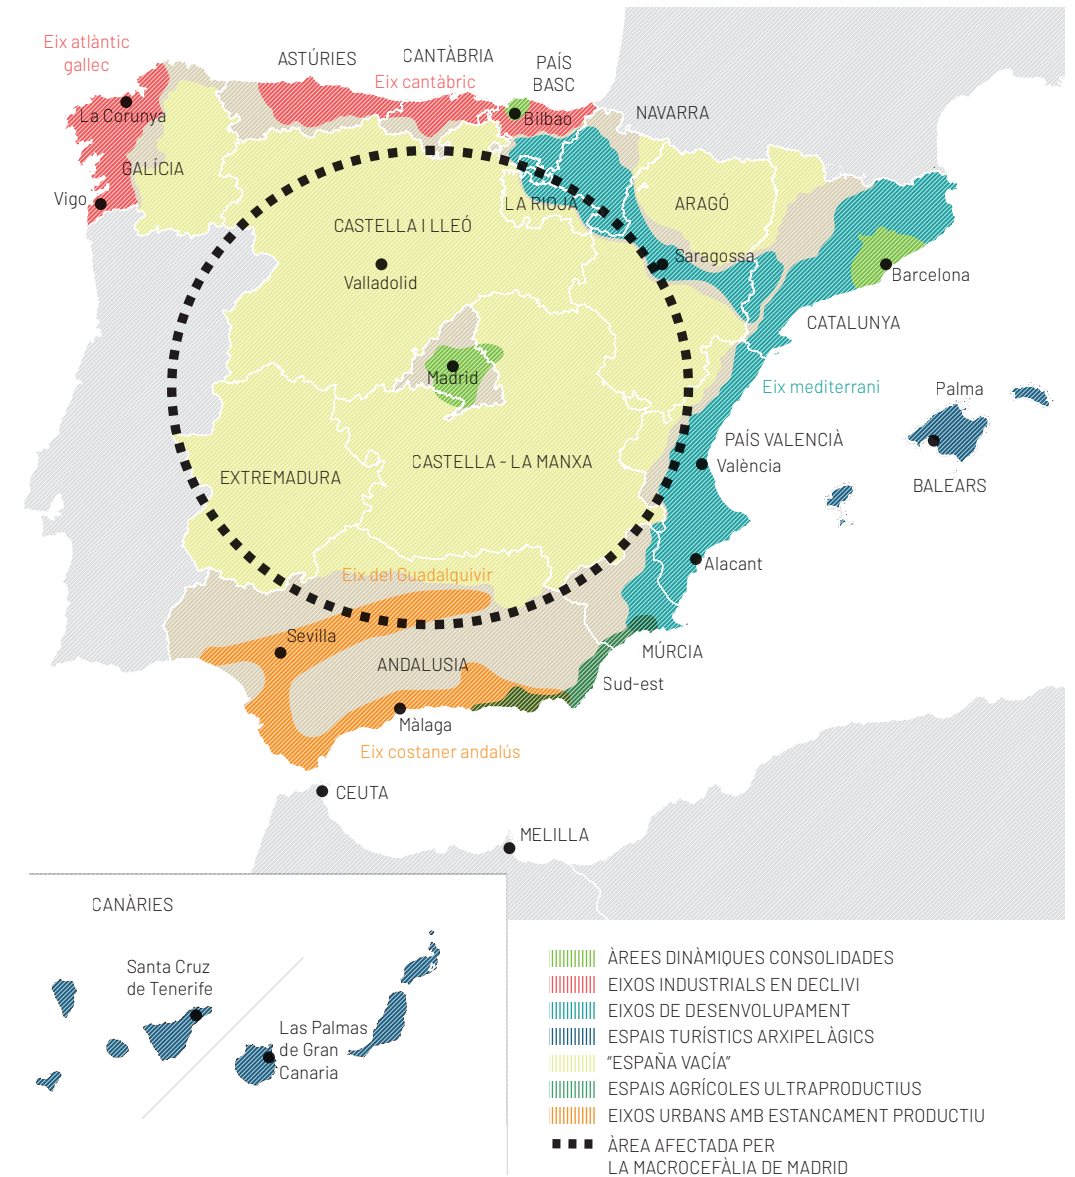 Eix atlàntic
gallec
ASTÚRIES
CANTÀBRIA
Eix cantàbric
PAÍS
BASC
NAVARRA
La Corunya
Bilbao
GALÍCIA
Vigo
LA RIOJA
ARAGÓ
CASTELLA I LLEÓ
Valladolid
Saragossa
Barcelona
CATALUNYA
Madrid
Eix mediterrani
Palma
PAÍS VALENCIÀ
València
BALEARS
EXTREMADURA
CASTELLA - LA MANXA
Alacant
Eix del Guadalquivir
Sevilla
ANDALUSIA
MÚRCIA
Sud-est
Màlaga
Eix costaner andalús
CEUTA
MELILLA
CANÀRIES
Santa Cruz
de Tenerife
Las Palmas
de Gran
Canaria
ÀREES DINÀMIQUES CONSOLIDADES
EIXOS INDUSTRIALS EN DECLIVI
EIXOS DE DESENVOLUPAMENT
ESPAIS TURÍSTICS ARXIPELÀGICS
"ESPAÑA VACÍA"
ESPAIS AGRÍCOLES ULTRAPRODUCTIUS
EIXOS URBANS AMB ESTANCAMENT PRODUCTIU
ÀREA AFECTADA PER
LA MACROCEFÀLIA DE MADRID